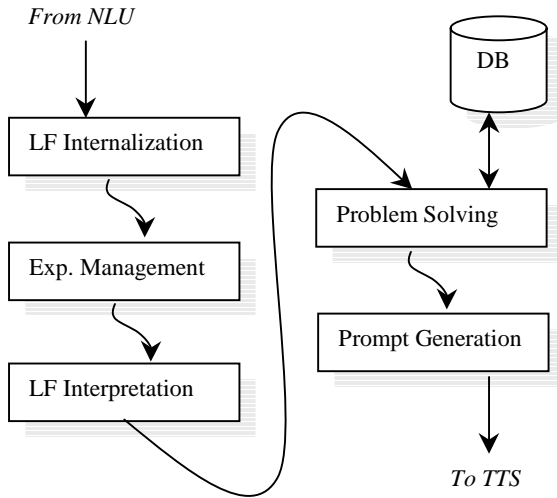 From NLU
LF Internalization
Exp. Management
LF Interpretation
DB
Problem Solving
Prompt Generation
To TTS